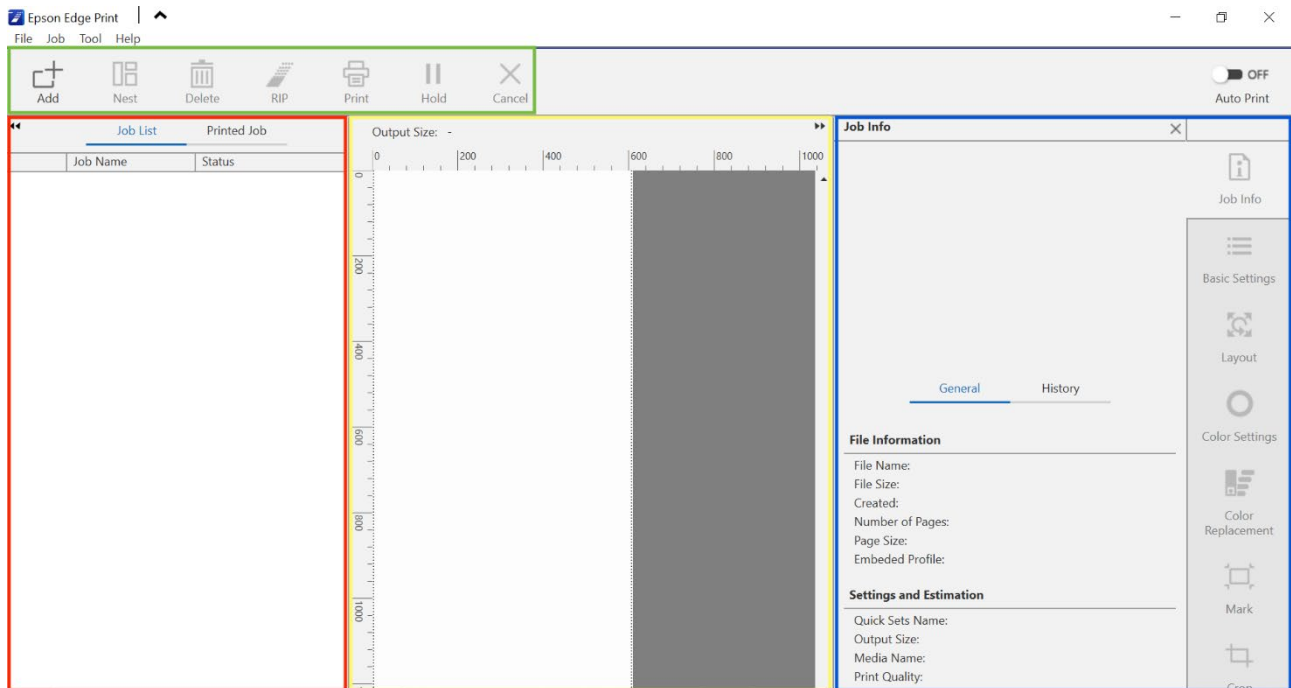 Epson Edge Print
File Job Tool Help
Add Nest Delete RIP Print Hold Cancel
OFF
Auto Print
Job List Printed Job
Job Name Status
Output Size: -
0 200 400 600 800 1000
0
200
400
600
800
1000
Job Info
General History
File Information
File Name:
File Size:
Created:
Number of Pages:
Page Size:
Embeded Profile:
Settings and Estimation
Quick Sets Name:
Output Size:
Media Name:
Print Quality:
Job Info
Basic Settings
Layout
Color Settings
Color
Replacement
Mark
Crop